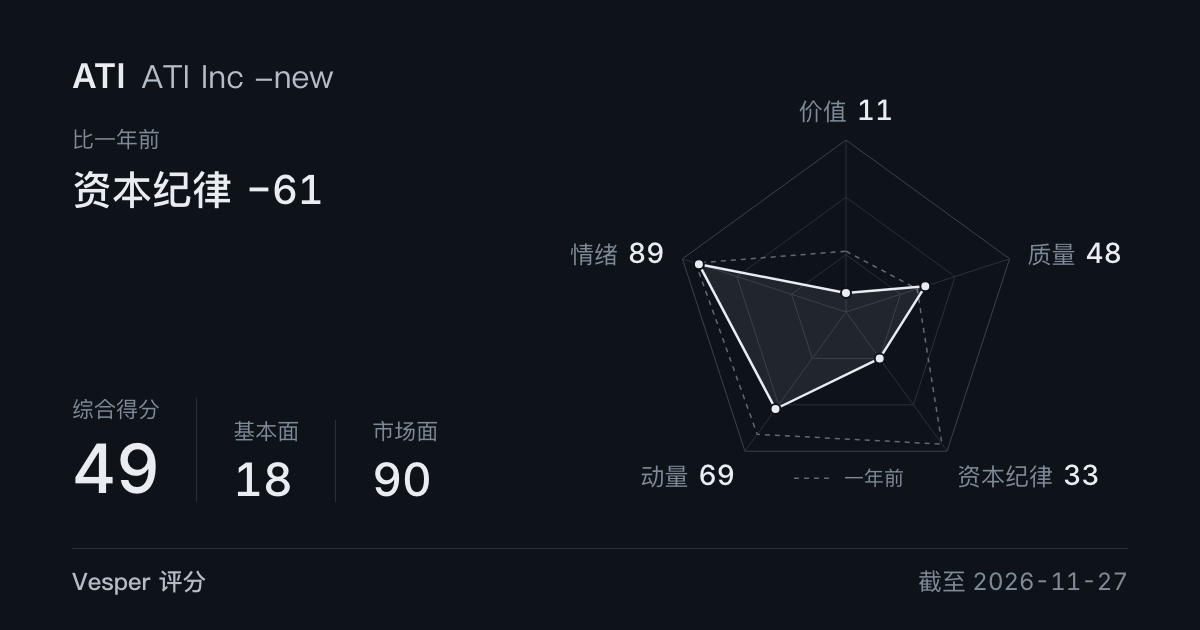 ATI ATI Inc –new
比一年前
资本纪律 −61
价值 11
情绪 89
质量 48
动量 69
---- 一年前
资本纪律 33
综合得分
49
基本面
18
市场面
90
Vesper 评分
截至 2026-11-27